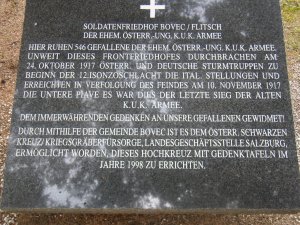 SOLDATENFRIEDHOF BOVEC / FLITSCH
DER EHEM. ÖSTERR.-UNG. K.U.K. ARMEE.
HIER RUHEN 546 GEFALLENE DER EHEM. ÖSTERR.-UNG. K.U.K. ARMEE.
UNWEIT DIESES FRONTFRIEDHOFES DURCHBRACHEN AM
24. OKTOBER 1917 ÖSTERR. UND DEUTSCHE STURMTRUPPEN ZU
BEGINN DER 12. ISONZOSCHLACHT DIE ITAL. STELLUNGEN UND
ERREICHTEN IN VERFOLGUNG DES FEINDES AM 10. NOVEMBER 1917
DIE UNTERE PIAVE ES WAR DIES DER LETZTE SIEG DER ALTEN
K.U.K. ARMEE.
DEM IMMERWÄHRENDEN GEDENKEN AN UNSERE GEFALLENEN GEWIDMET!
DURCH MITHILFE DER GEMEINDE BOVEC IST ES DEM ÖSTERR. SCHWARZEN
KREUZ/KRIEGSGRÄBERFÜRSORGE, LANDESGESCHÄFTSSTELLE SALZBURG,
ERMÖGLICHT WORDEN, DIESES HOCHKREUZ MIT GEDENKTAFELN IM
JAHRE 1998 ZU ERRICHTEN.